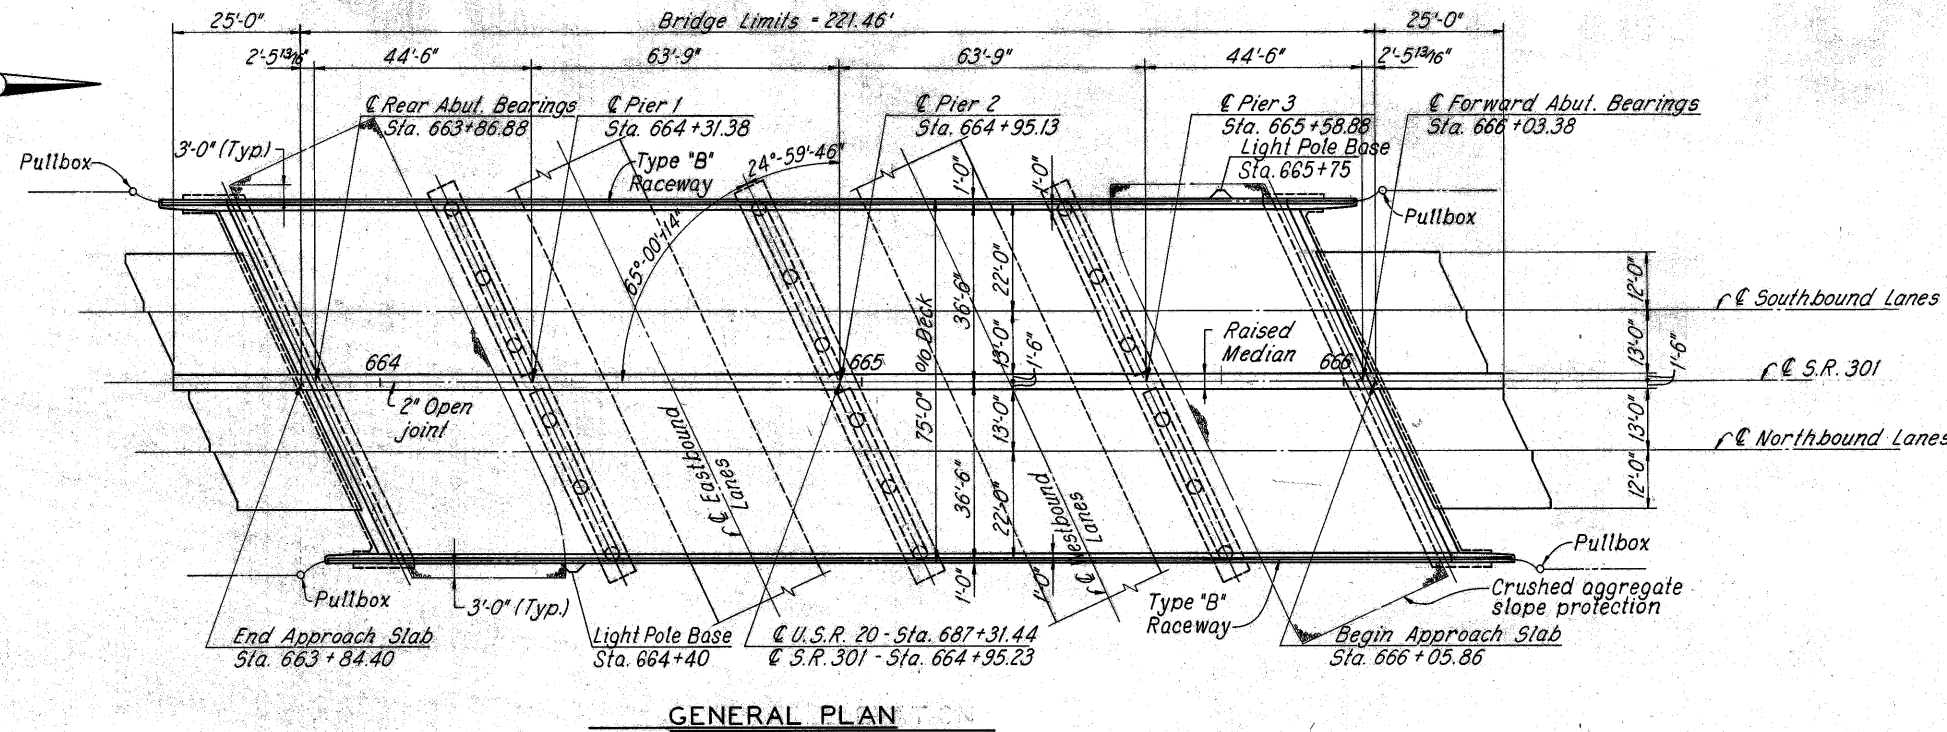 25'-0"
Bridge Limits = 221.46'
25'-0"
2'-5 13/16"
44'-6"
63'-9"
63'-9"
44'-6"
2'-5 13/16"
℄ Rear Abut. Bearings
Sta. 663+86.88
℄ Pier 1
Sta. 664+31.38
℄ Pier 2
Sta. 664+95.13
℄ Pier 3
Sta. 665+58.88
℄ Forward Abut. Bearings
Sta. 666+03.38
Light Pole Base
Sta. 665+75
Pullbox
3'-0" (Typ.)
Type "B"
Raceway
24°-59'-46"
65°-00'-14"
1'-0"
1'-0"
Pullbox
75'-0" O/O Deck
36'-6"
22'-0"
13'-0"
1'-6"
Raised
Median
12'-0"
13'-0"
1'-6"
℄ Southbound Lanes
℄ S.R. 301
664
665
666
2" Open
joint
13'-0"
13'-0"
12'-0"
℄ Northbound Lanes
℄ Eastbound
Lanes
36'-6"
22'-0"
℄ Westbound
Lanes
1'-0"
1'-0"
Pullbox
3'-0" (Typ.)
Type "B"
Raceway
Pullbox
Crushed aggregate
slope protection
End Approach Slab
Sta. 663+84.40
Light Pole Base
Sta. 664+40
℄ U.S.R. 20 - Sta. 687+31.44
℄ S.R. 301 - Sta. 664+95.23
Begin Approach Slab
Sta. 666+05.86
GENERAL PLAN